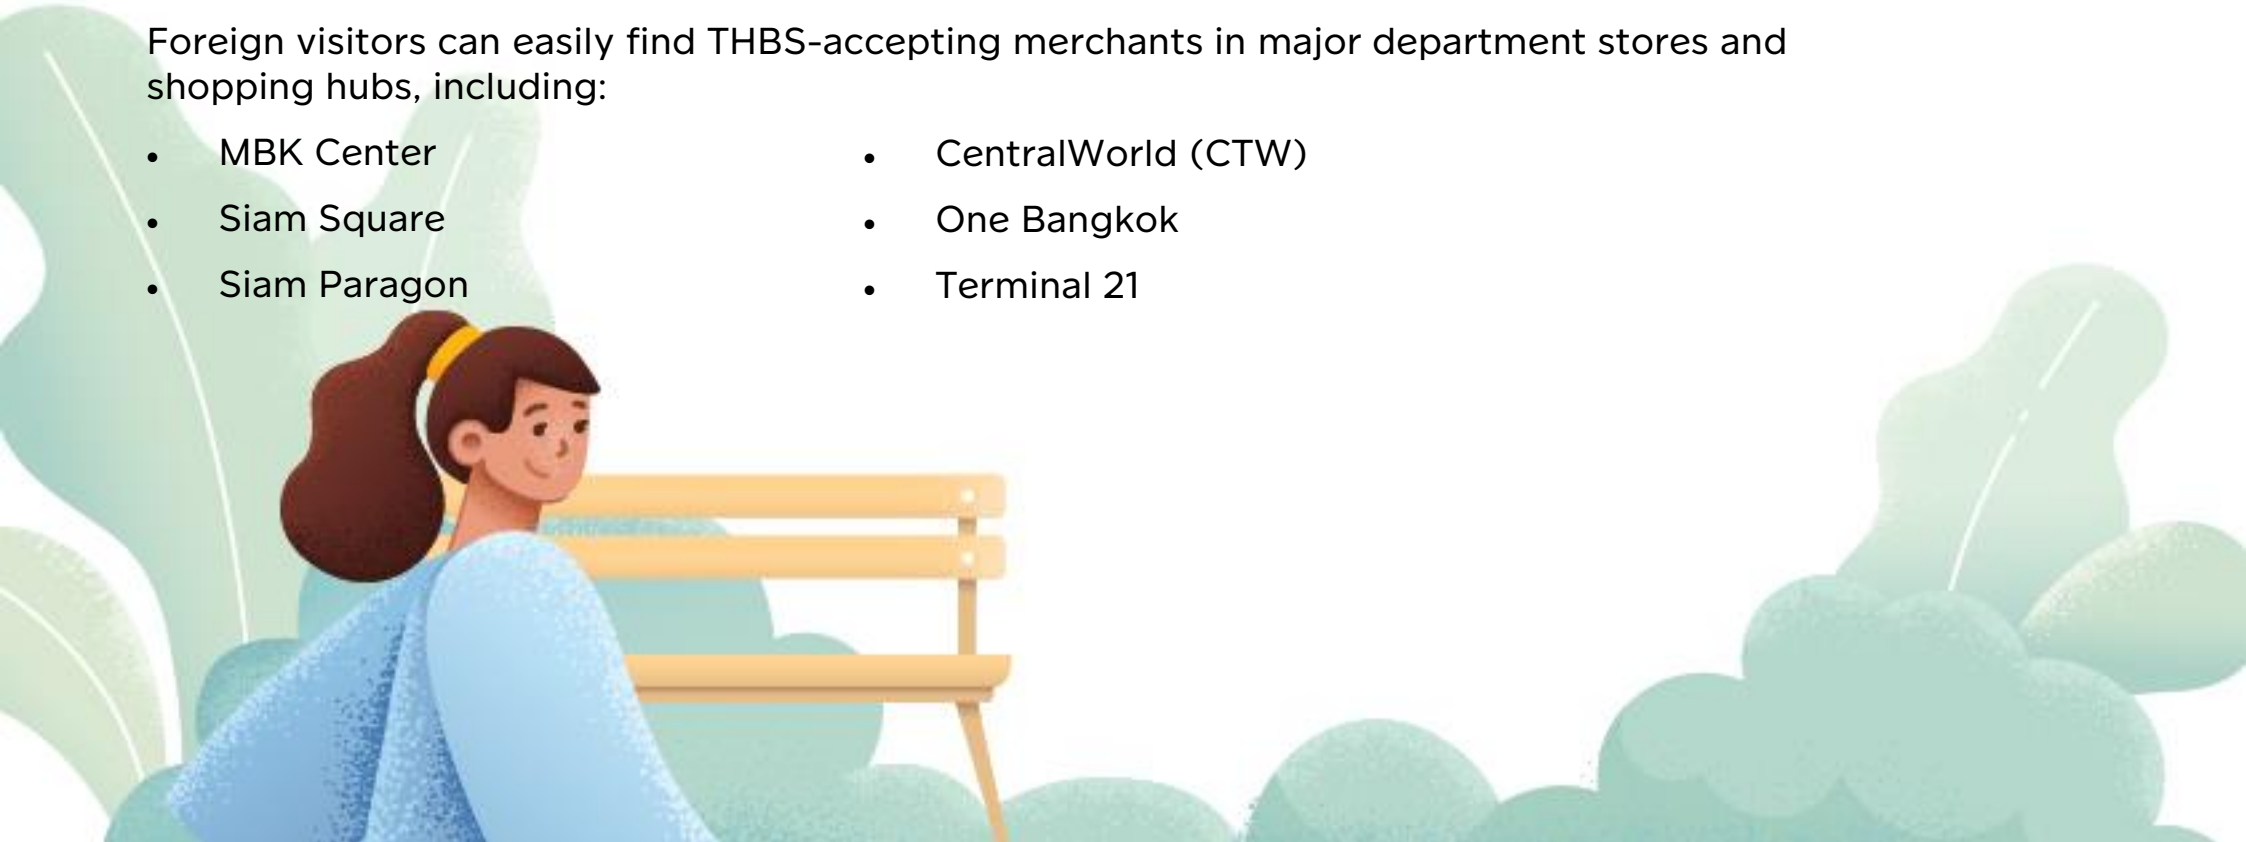 Foreign visitors can easily find THBS-accepting merchants in major department stores and
shopping hubs, including:
• MBK Center
• Siam Square
• Siam Paragon
• CentralWorld (CTW)
• One Bangkok
• Terminal 21